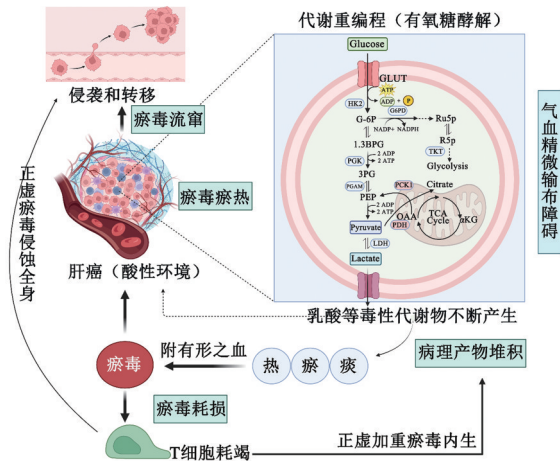 代谢重编程（有氧糖酵解）
Glucose
GLUT
ATP
ADP + P
HK2
G6PD
G-6P
Ru5p
NADP+ NADPH
R5p
1.3BPG
TKT
PGK
2 ADP
2 ATP
Glycolysis
3PG
PGAM
PCK1
Citrate
PEP
2 ADP
2 ATP
OAA
TCA
Cycle
αKG
Pyruvate
PDH
LDH
Lactate
乳酸等毒性代谢物不断产生
气血精微输布障碍
侵袭和转移
瘀毒流窜
瘀毒瘀热
肝癌（酸性环境）
正虚瘀毒侵蚀全身
瘀毒
附有形之血
热
瘀
痰
病理产物堆积
瘀毒耗损
T细胞耗竭
正虚加重瘀毒内生